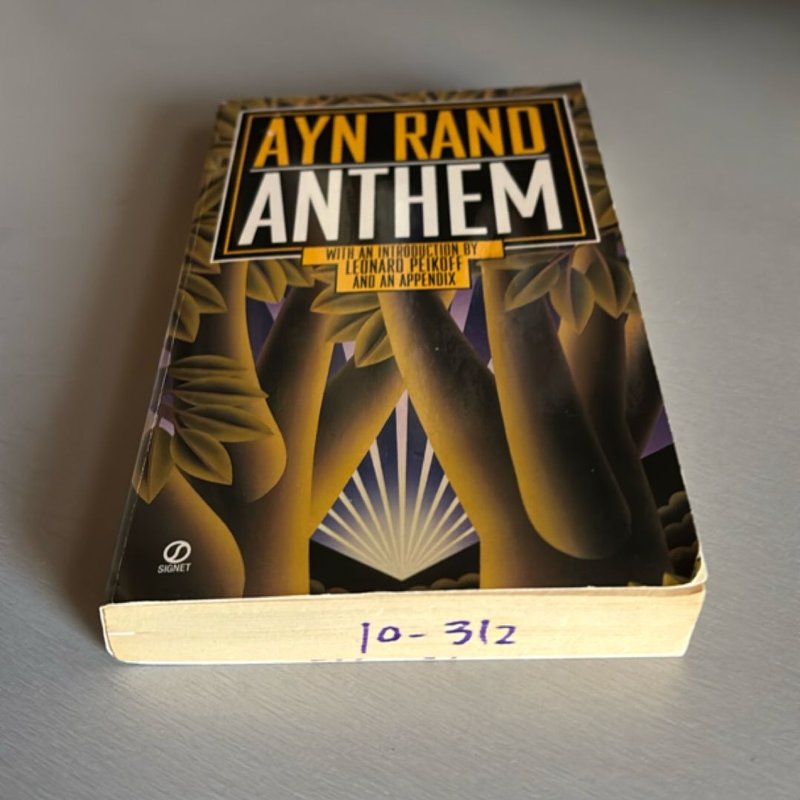 AYN RAND
ANTHEM
WITH AN INTRODUCTION BY
LEONARD PEIKOFF
AND AN APPENDIX
SIGNET
10-312